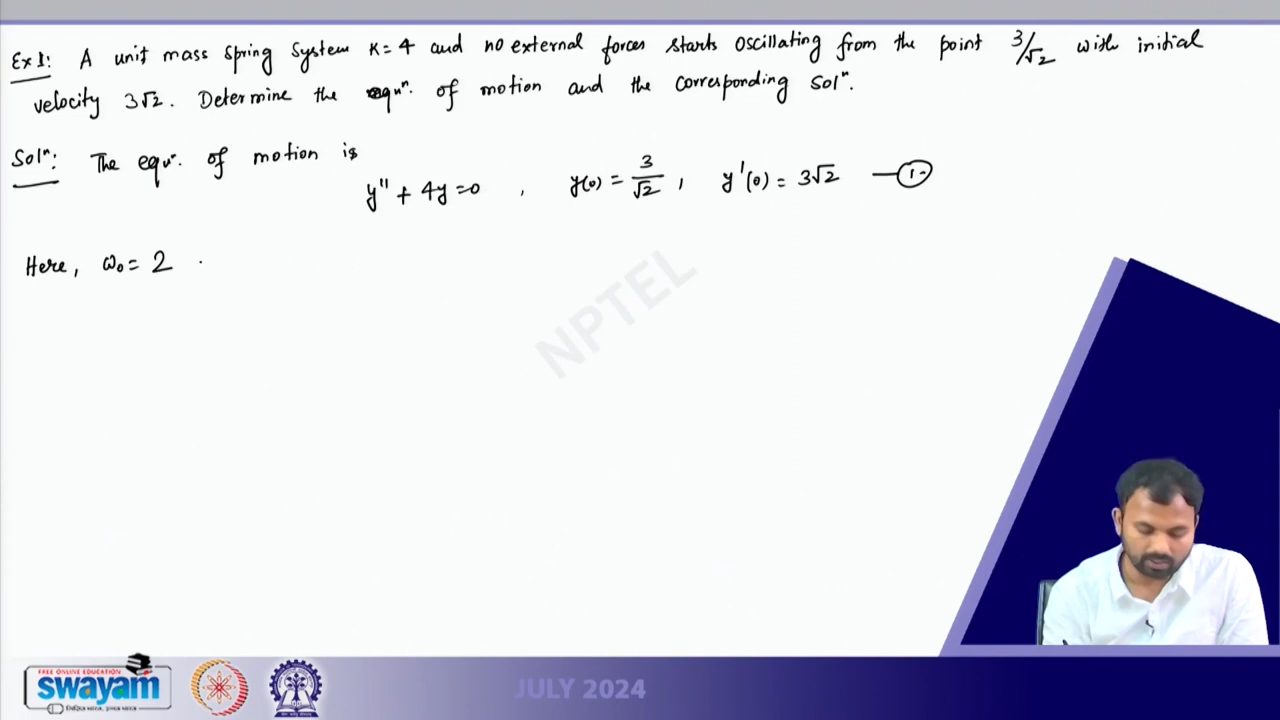 Ex 1: A unit mass spring system K=4 and no external forces starts oscillating from the point 3/√2 with initial
velocity 3√2. Determine the equⁿ. of motion and the corresponding solⁿ.
Solⁿ: The equⁿ. of motion is
y'' + 4y = 0 , y(0) = 3/√2 , y'(0) = 3√2 —①
Here, ω₀ = 2 .
NPTEL
FREE ONLINE EDUCATION
swayam
JULY 2024